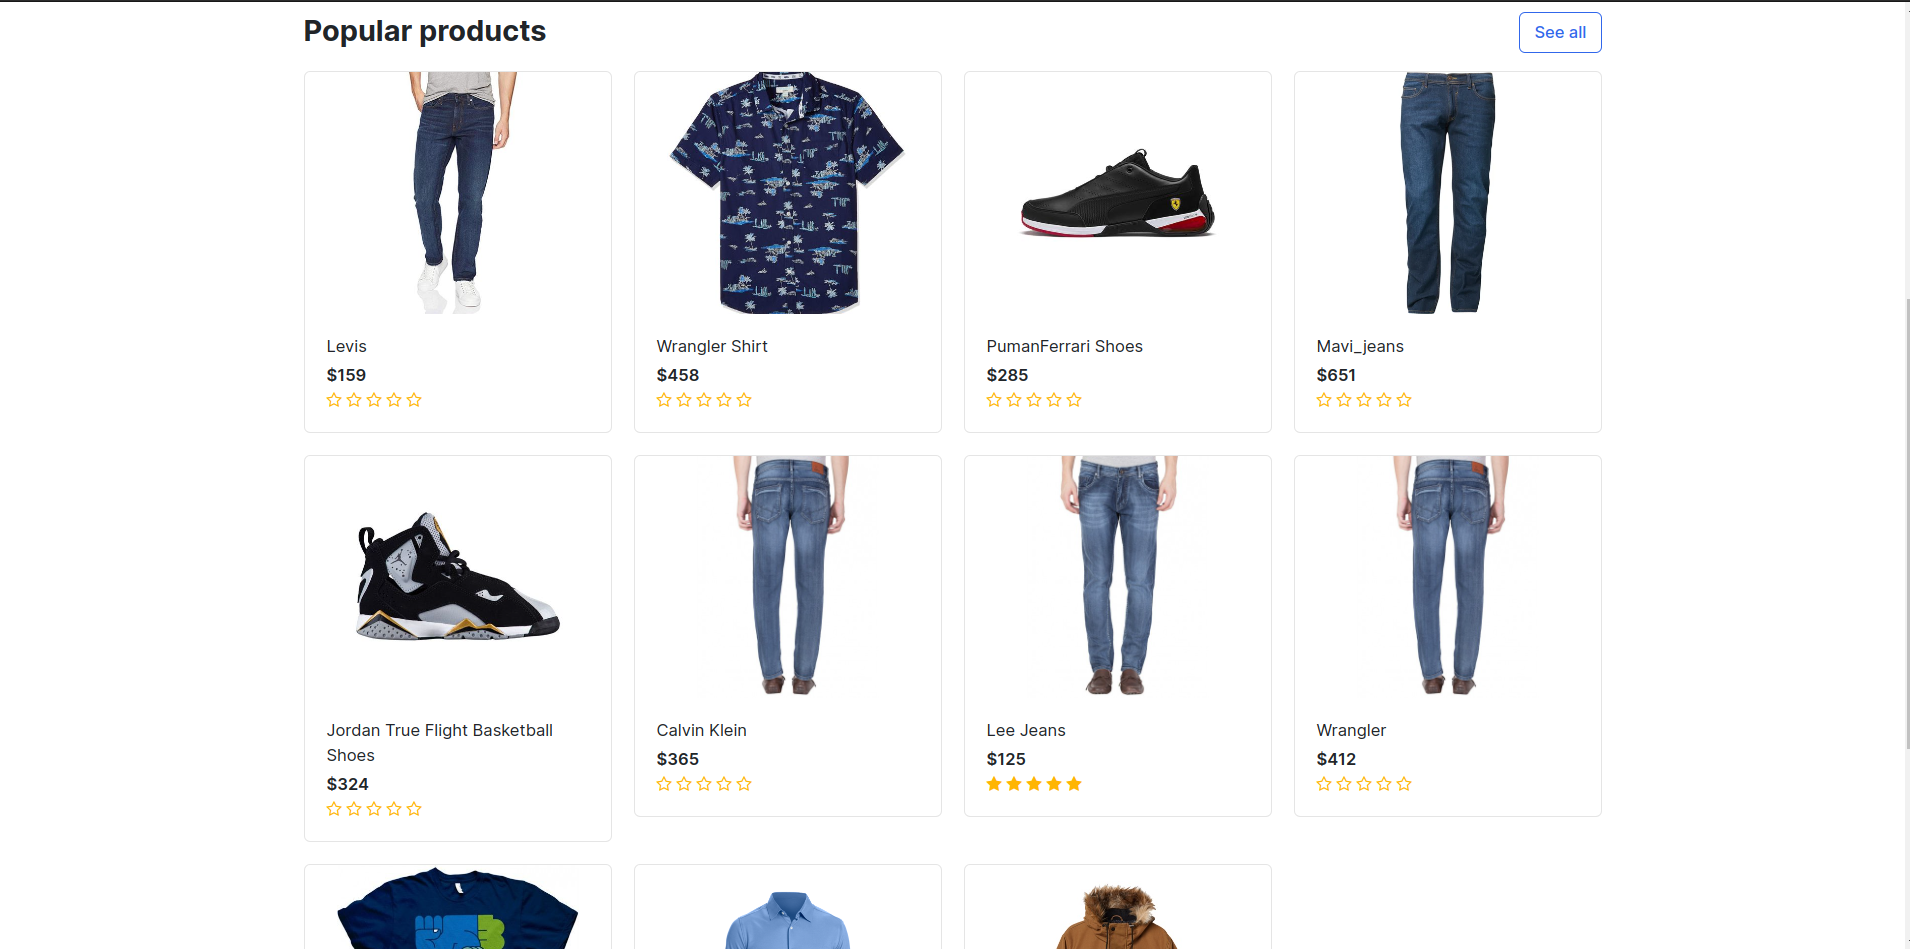 Popular products
See all
Levis
$159
Wrangler Shirt
$458
PumanFerrari Shoes
$285
Mavi_jeans
$651
Jordan True Flight Basketball
Shoes
$324
Calvin Klein
$365
Lee Jeans
$125
Wrangler
$412